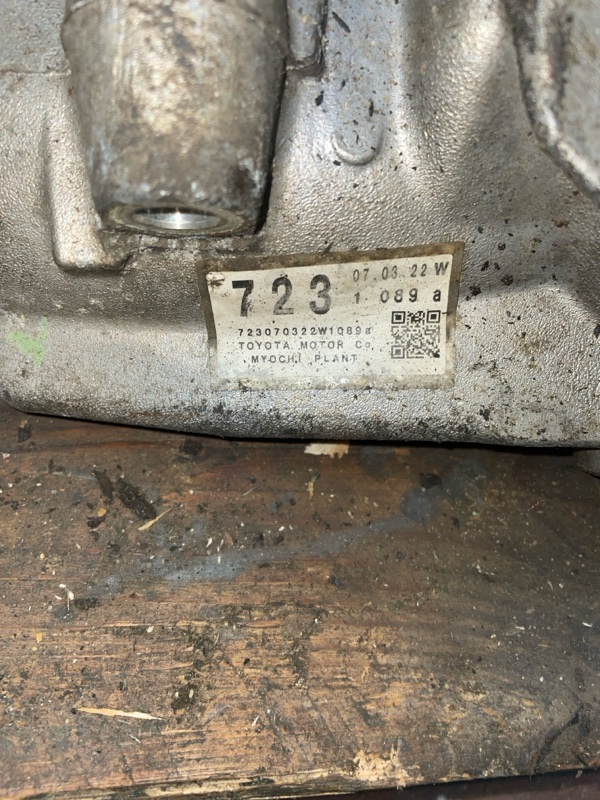 723 07.03.22 W
1 089 a
723070322W1089a
TOYOTA MOTOR Co.
MYOCHI PLANT